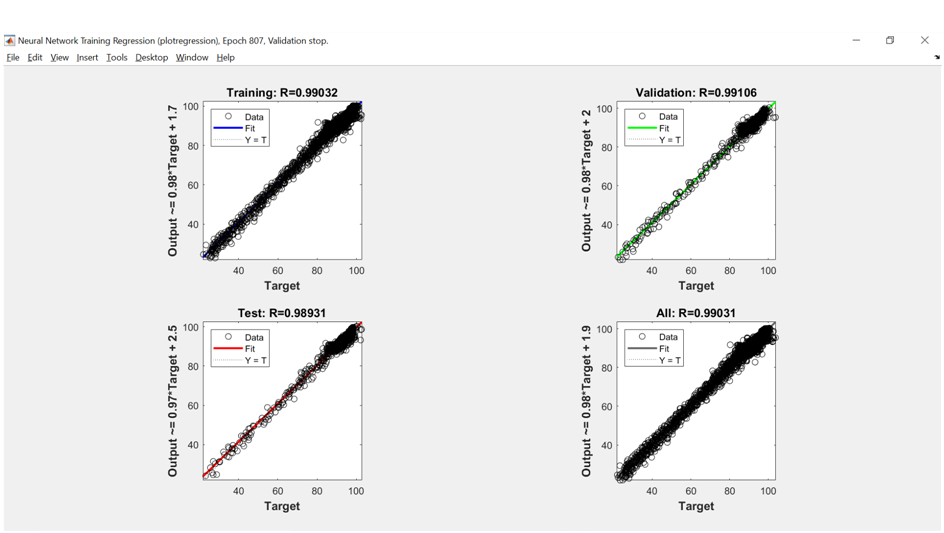 Neural Network Training Regression (plotregression), Epoch 807, Validation stop.
File Edit View Insert Tools Desktop Window Help
Training: R=0.99032
Output ~= 0.98*Target + 1.7
100
80
60
40
Data
Fit
Y = T
40 60 80 100
Target
Validation: R=0.99106
Output ~= 0.98*Target + 2
100
80
60
40
Data
Fit
Y = T
40 60 80 100
Target
Test: R=0.98931
Output ~= 0.97*Target + 2.5
100
80
60
40
Data
Fit
Y = T
40 60 80 100
Target
All: R=0.99031
Output ~= 0.98*Target + 1.9
100
80
60
40
Data
Fit
Y = T
40 60 80 100
Target